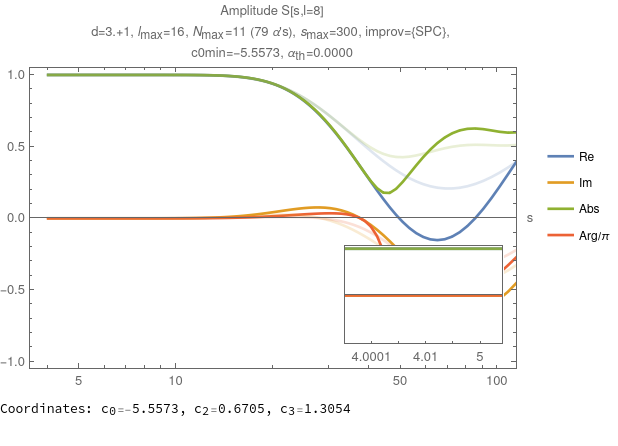 Amplitude S[s,l=8]
d=3.+1, lmax=16, Nmax=11 (79 α's), smax=300, improv={SPC},
c0min=−5.5573, αth=0.0000
1.0
0.5
0.0
−0.5
−1.0
s
Re
Im
Abs
Arg/π
4.0001 4.01 5
5 10 50 100
Coordinates: c0=-5.5573, c2=0.6705, c3=1.3054